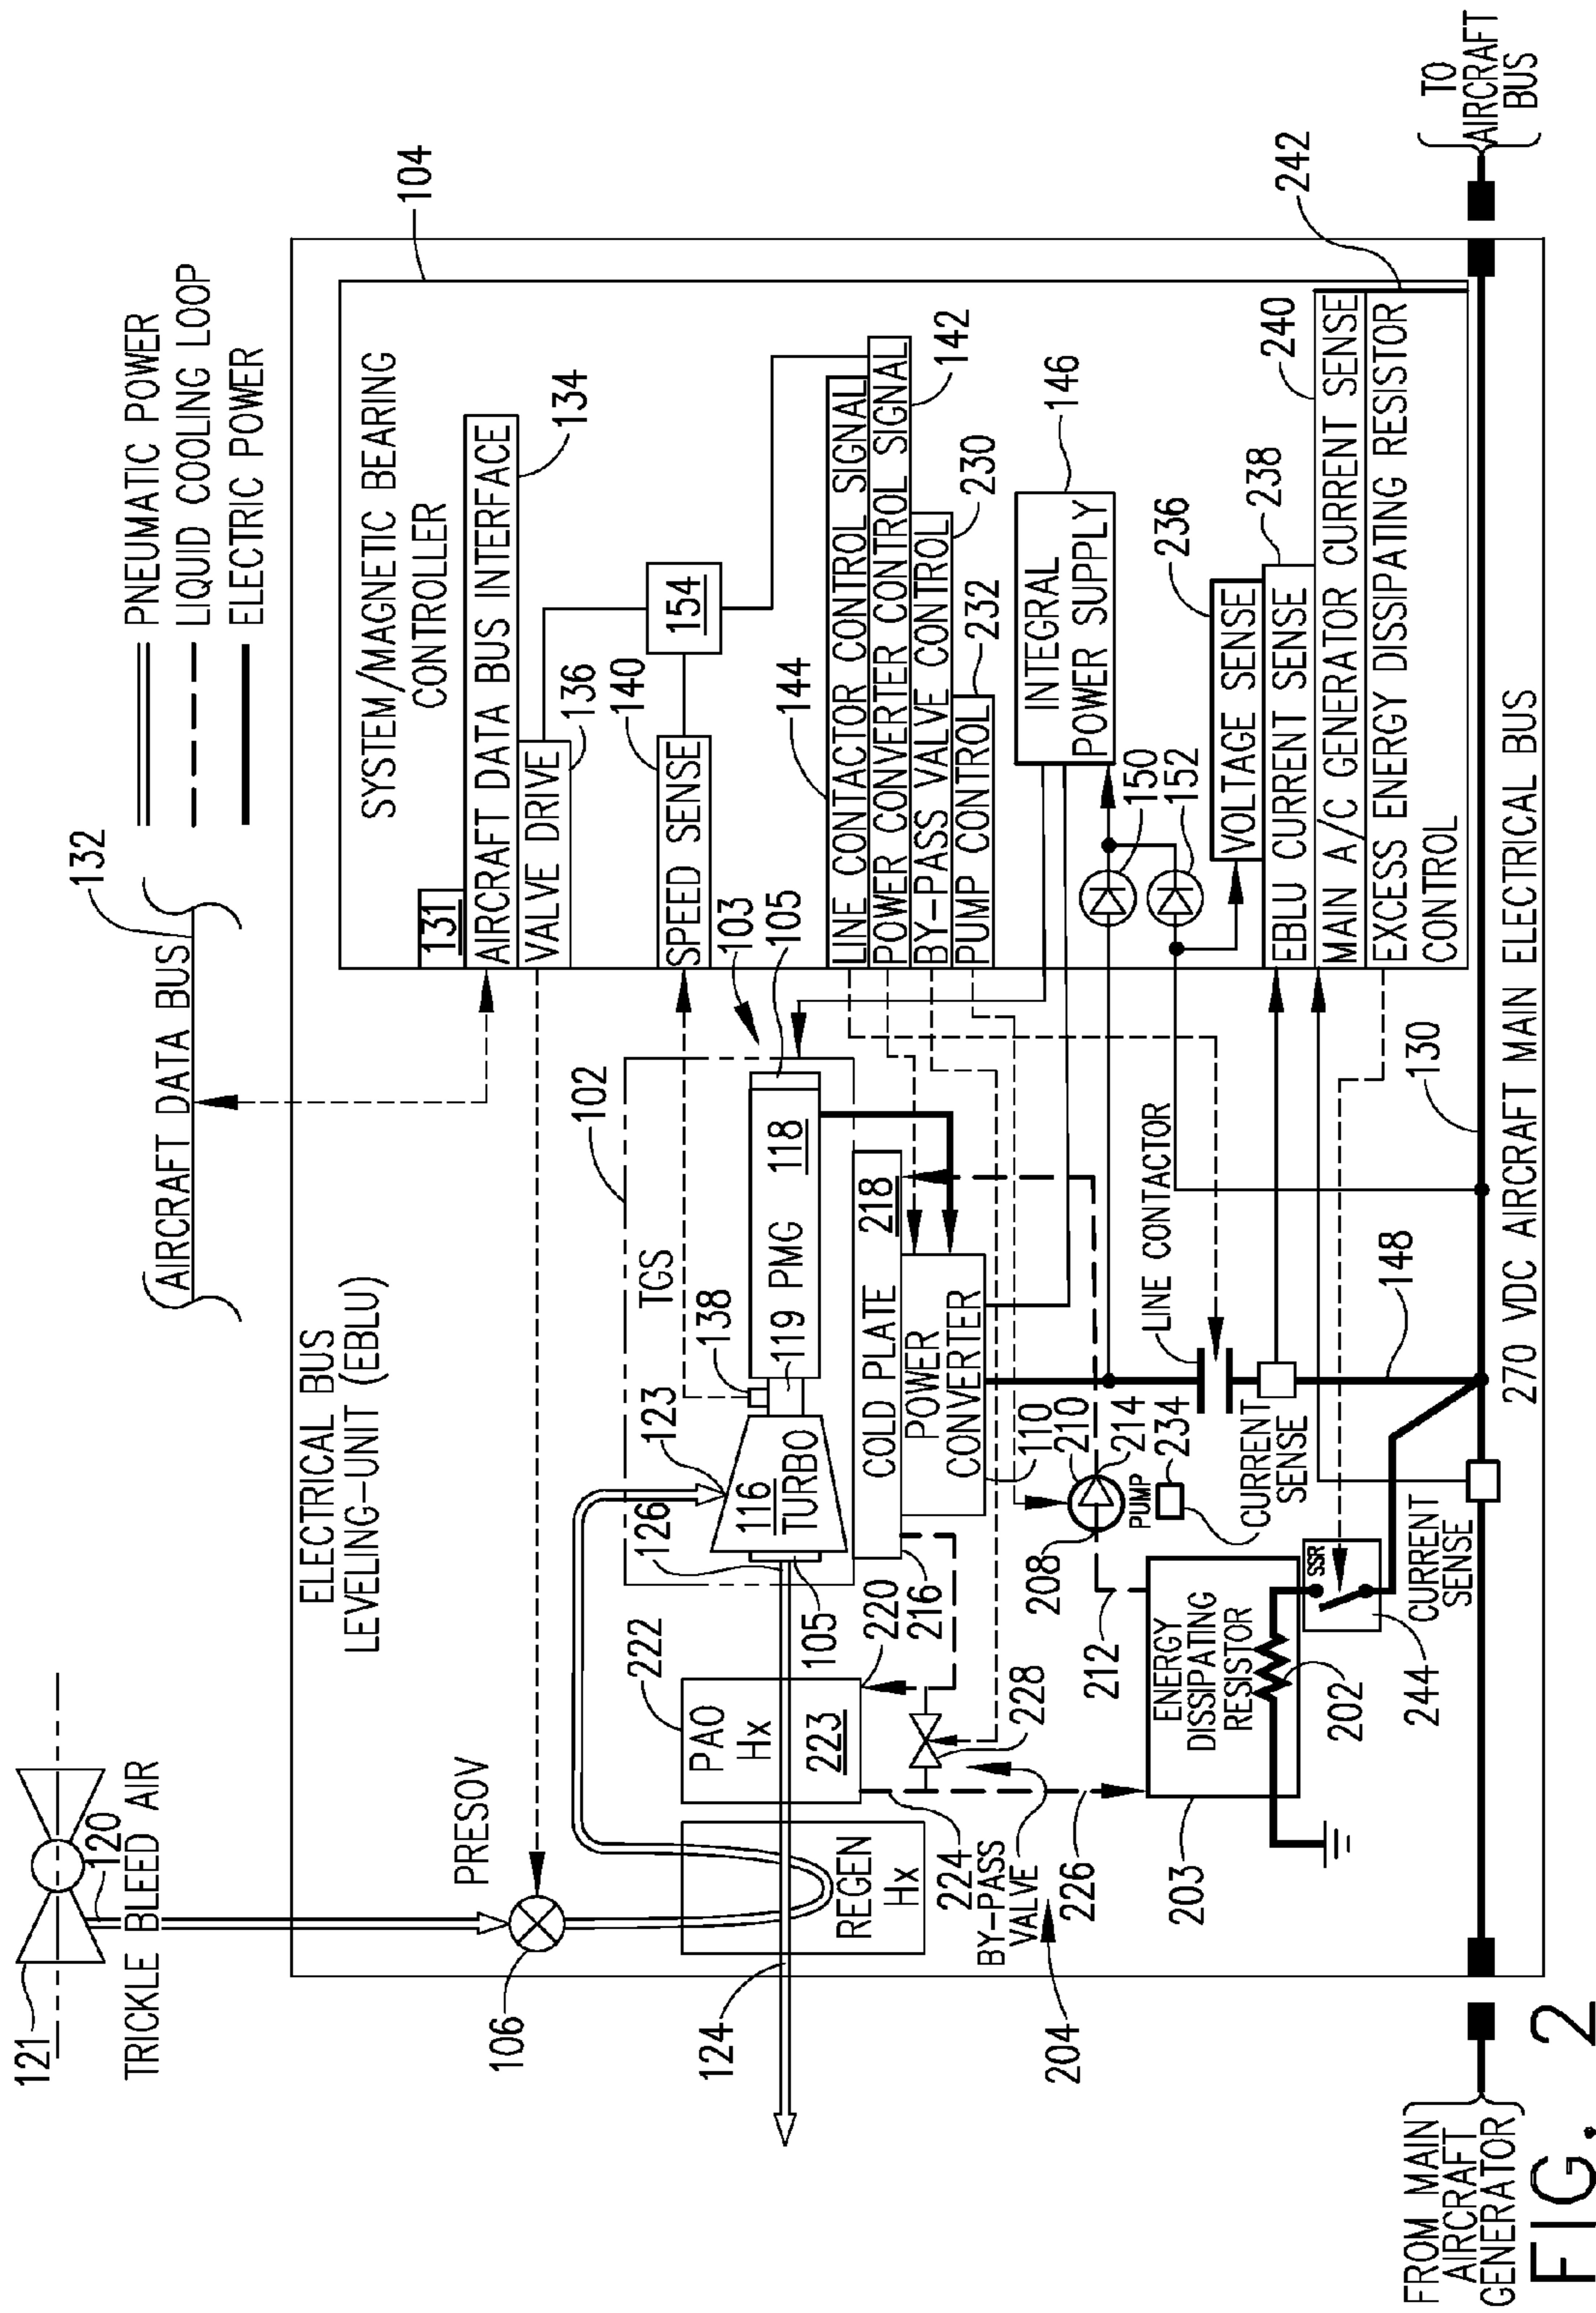 121
120
TRICKLE BLEED AIR
AIRCRAFT DATA BUS
132
PNEUMATIC POWER
LIQUID COOLING LOOP
ELECTRIC POWER
ELECTRICAL BUS
LEVELING-UNIT (EBLU)
104
SYSTEM/MAGNETIC BEARING
CONTROLLER
131
AIRCRAFT DATA BUS INTERFACE
134
VALVE DRIVE
136
PRESOV
106
102
TGS
138
123
126
116
TURBO
119 PMG
118
105
103
105
140
SPEED SENSE
154
222
PAO
Hx
223
220
216
REGEN
Hx
124
COLD PLATE
218
POWER
CONVERTER
110
144
LINE CONTACTOR CONTROL SIGNAL
POWER CONVERTER CONTROL SIGNAL
142
BY-PASS VALVE CONTROL
230
PUMP CONTROL
232
INTEGRAL
POWER SUPPLY
146
150
152
224
BY-PASS
VALVE
228
226
204
208
210
214
212
PUMP
234
CURRENT
SENSE
LINE CONTACTOR
236
VOLTAGE SENSE
EBLU CURRENT SENSE
238
MAIN A/C GENERATOR CURRENT SENSE
240
EXCESS ENERGY DISSIPATING RESISTOR
CONTROL
242
203
ENERGY
DISSIPATING
RESISTOR
202
SSR
244
CURRENT
SENSE
148
130
270 VDC AIRCRAFT MAIN ELECTRICAL BUS
FROM MAIN
AIRCRAFT
GENERATOR
TO
AIRCRAFT
BUS
FIG. 2